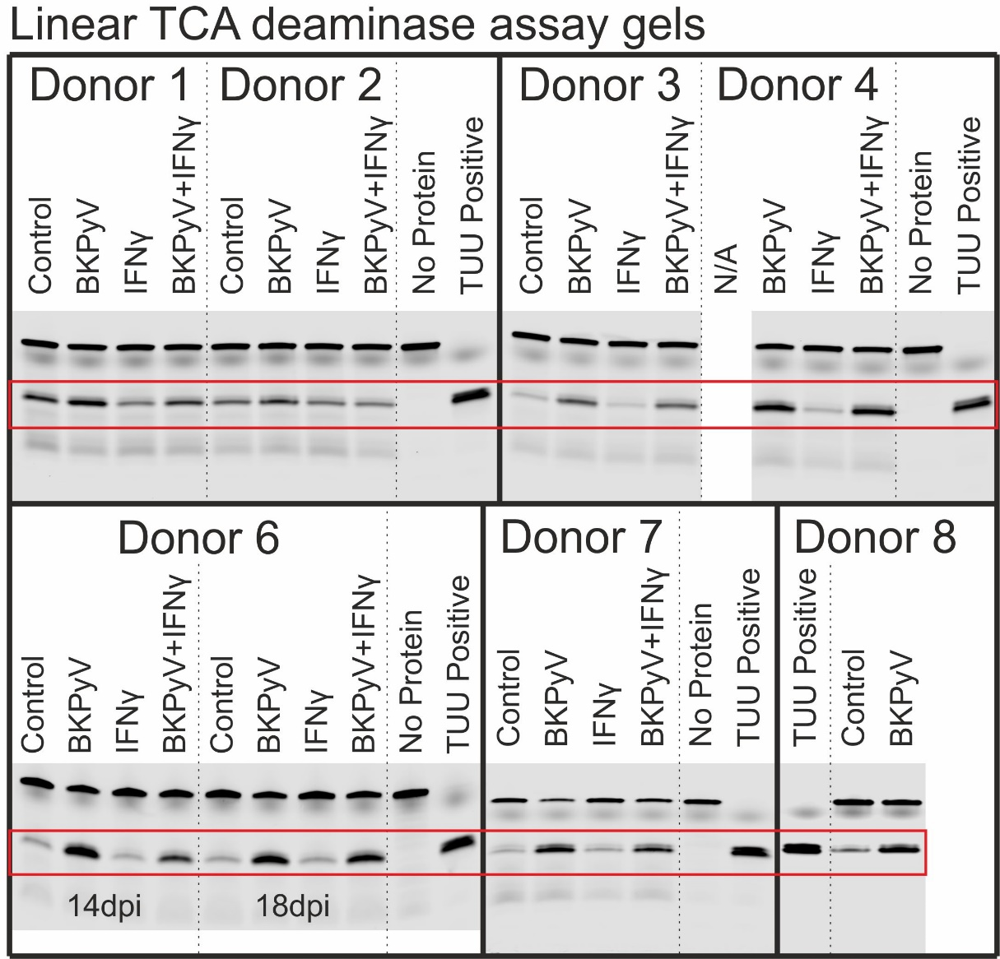 Linear TCA deaminase assay gels
Donor 1 Donor 2 Donor 3 Donor 4
Control BKPyV IFNγ BKPyV+IFNγ Control BKPyV IFNγ BKPyV+IFNγ No Protein TUU Positive Control BKPyV IFNγ BKPyV+IFNγ N/A BKPyV IFNγ BKPyV+IFNγ No Protein TUU Positive
Donor 6 Donor 7 Donor 8
Control BKPyV IFNγ BKPyV+IFNγ Control BKPyV IFNγ BKPyV+IFNγ No Protein TUU Positive Control BKPyV IFNγ BKPyV+IFNγ No Protein TUU Positive TUU Positive Control BKPyV
14dpi 18dpi